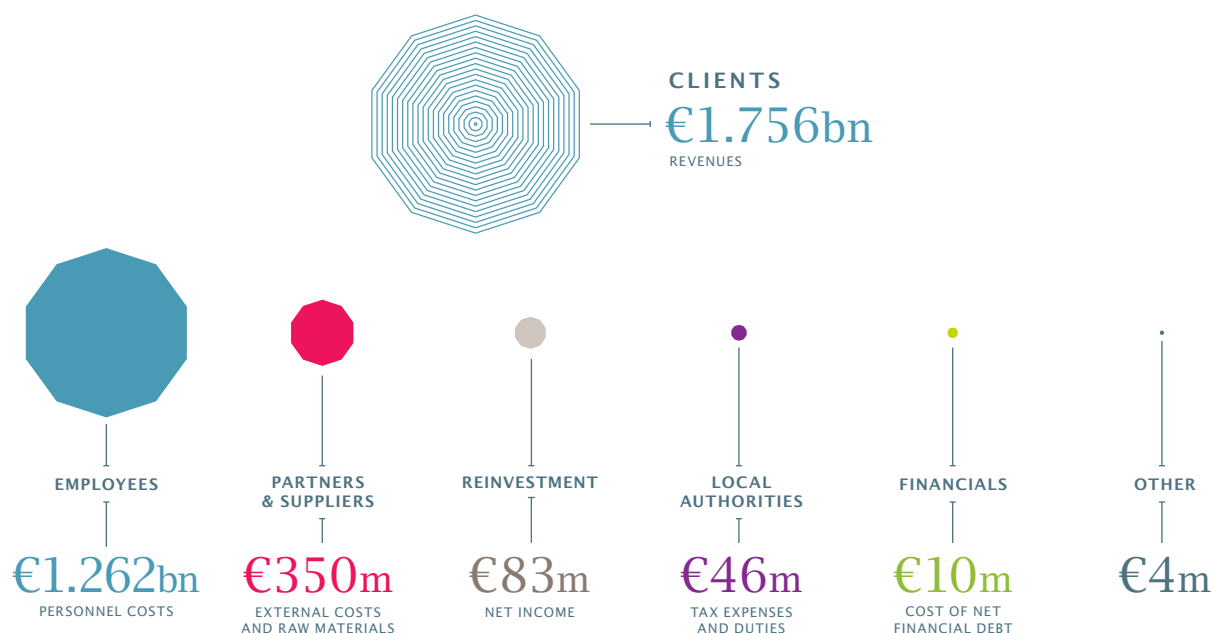 CLIENTS
€1.756bn
REVENUES
EMPLOYEES
€1.262bn
PERSONNEL COSTS
PARTNERS
& SUPPLIERS
€350m
EXTERNAL COSTS
AND RAW MATERIALS
REINVESTMENT
€83m
NET INCOME
LOCAL
AUTHORITIES
€46m
TAX EXPENSES
AND DUTIES
FINANCIALS
€10m
COST OF NET
FINANCIAL DEBT
OTHER
€4m